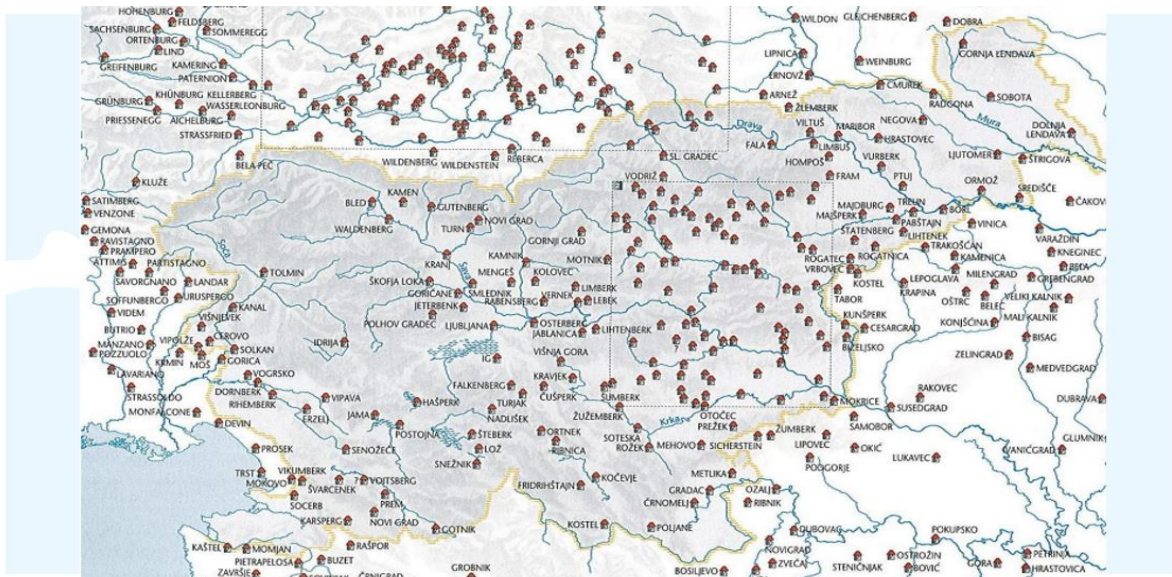 HOHENBURG
FELDSBERG
SACHSENBURG
SOMMEREGG
ORTENBURG
LIND
GREIFENBURG
KAMERING
PATERNION
KHÜNBURG
KELLERBERG
GRÜNBURG
WASSERLEONBURG
PRIESSENEGG
AICHELBURG
STRASSFRIED
WILDON
GLEICHENBERG
DOBRA
LIPNICA
GORNJA LENDAVA
WEINBURG
ERNOVŽ
CMUREK
ARNEŽ
RADGONA
SOBOTA
ŽLEMBERK
Mura
NEGOVA
Drava
VILTUŠ
MARIBOR
DOLNJA
LENDAVA
FALA
HRASTOVEC
LIMBUŠ
BELA PEČ
WILDENBERG
WILDENSTEIN
REBERCA
SL. GRADEC
HOMPOŠ
VURBERK
LJUTOMER
ŠTRIGOVA
KLUŽE
VODRIŽ
FRAM
PTUJ
ORMOŽ
SREDIŠČE
SATIMBERG
VENZONE
KAMEN
BLED
GUTENBERG
MAJDBURG
BORL
MAJŠPERK
NOVI GRAD
GEMONA
WALDENBERG
TURN
PABŠTAJN
VINICA
RAVISTAGNO
PRAMPERO
Soča
GORNJI GRAD
ŠTATENBERG
LIHTENEK
VARAŽDIN
TRAKOŠČAN
ATTIMIS
PARTISTAGNO
KRANJ
KAMNIK
MOTNIK
ROGATEC
ROGATNICA
KAMENICA
KNEGINEC
SAVORGNANO
LANDAR
TOLMIN
Sava
MENGEŠ
KOLOVEC
VRBOVEC
MILENGRAD
BELA
ŠKOFJA LOKA
KOSTEL
LEPOGLAVA
GREBENGRAD
SOFFUNBERGO
URUSPERGO
GORIČANE
SMLEDNIK
LIMBERK
KRAPINA
KANAL
JETERBENK
RABENSBERG
VERNEK
LEBEK
TABOR
OŠTRC
BELEC
VELIKI KALNIK
VIDEM
VIŠNJEVEK
POLHOV GRADEC
KUNŠPERK
MALI KALNIK
BUTRIO
LJUBLJANA
OSTERBERG
LIHTENBERK
CESARGRAD
KONJŠČINA
MANZANO
VIPOLŽE
CEROVO
IDRIJA
JABLANICA
BIZELJSKO
BISAG
POZZUOLO
SOLKAN
KRMIN
MOŠ
GORICA
IG
VIŠNJA GORA
ZELINGRAD
LAVARIANO
VOGRSKO
KRAVJEK
MEDVEDGRAD
STRASSOLDO
DORNBERK
FALKENBERG
RIHEMBERK
VIPAVA
HAŠPERK
ČUŠPERK
ŠUMBERK
MOKRICE
RAKOVEC
DUBRAVA
MONFALCONE
ERZELJ
JAMA
TURJAK
SUSEDGRAD
NADLIŠEK
ŽUŽEMBERK
Krka
OTOČEC
DEVIN
POSTOJNA
PREŽEK
SAMOBOR
ŠTEBERK
ORTNEK
SOTESKA
ŽUMBERK
PROSEK
SENOŽEČE
RIBNICA
ROŽEK
MEHOVO
SICHERSTEIN
LIPOVEC
OKIĆ
GLUMNIK
LOŽ
LUKAVEC
IVANIĆGRAD
SNEŽNIK
PODGORJE
TRST
VIKUMBERK
MOKOVO
? VOJTSBERG
KOČEVJE
METLIKA
ŠVARCENEK
FRIDRIHŠTAJN
GRADAC
OZALJ
SOCERB
PREM
ČRNOMELJ
RIBNIK
KARSPERG
NOVI GRAD
GOTNIK
KOSTEL
POLJANE
DUBOVAC
POKUPSKO
KAŠTEL
MOMJAN
RAŠPOR
NOVIGRAD
PIETRAPELOSA
BUZET
OSTROŽIN
PETRINJA
ZVEČAJ
STENIČNJAK
GORA
ZAVRŠJE
GROBNIK
BOSILJEVO
BOVIĆ
HRASTOVICA